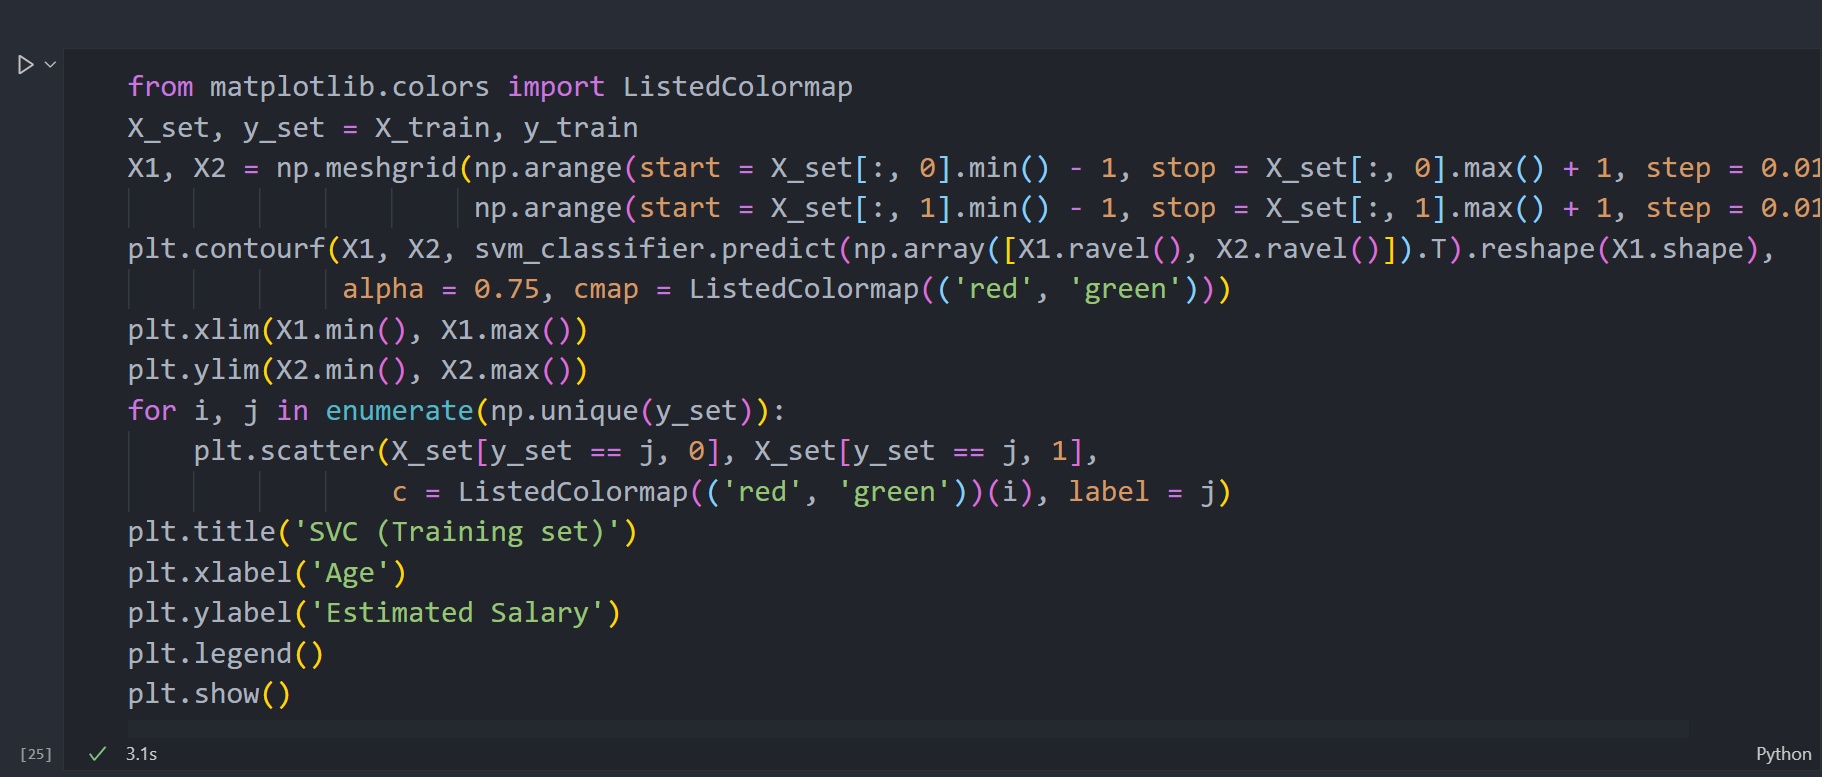 from matplotlib.colors import ListedColormap
X_set, y_set = X_train, y_train
X1, X2 = np.meshgrid(np.arange(start = X_set[:, 0].min() - 1, stop = X_set[:, 0].max() + 1, step = 0.01
                     np.arange(start = X_set[:, 1].min() - 1, stop = X_set[:, 1].max() + 1, step = 0.01
plt.contourf(X1, X2, svm_classifier.predict(np.array([X1.ravel(), X2.ravel()]).T).reshape(X1.shape),
             alpha = 0.75, cmap = ListedColormap(('red', 'green')))
plt.xlim(X1.min(), X1.max())
plt.ylim(X2.min(), X2.max())
for i, j in enumerate(np.unique(y_set)):
    plt.scatter(X_set[y_set == j, 0], X_set[y_set == j, 1],
                c = ListedColormap(('red', 'green'))(i), label = j)
plt.title('SVC (Training set)')
plt.xlabel('Age')
plt.ylabel('Estimated Salary')
plt.legend()
plt.show()
[25]
3.1s
Python